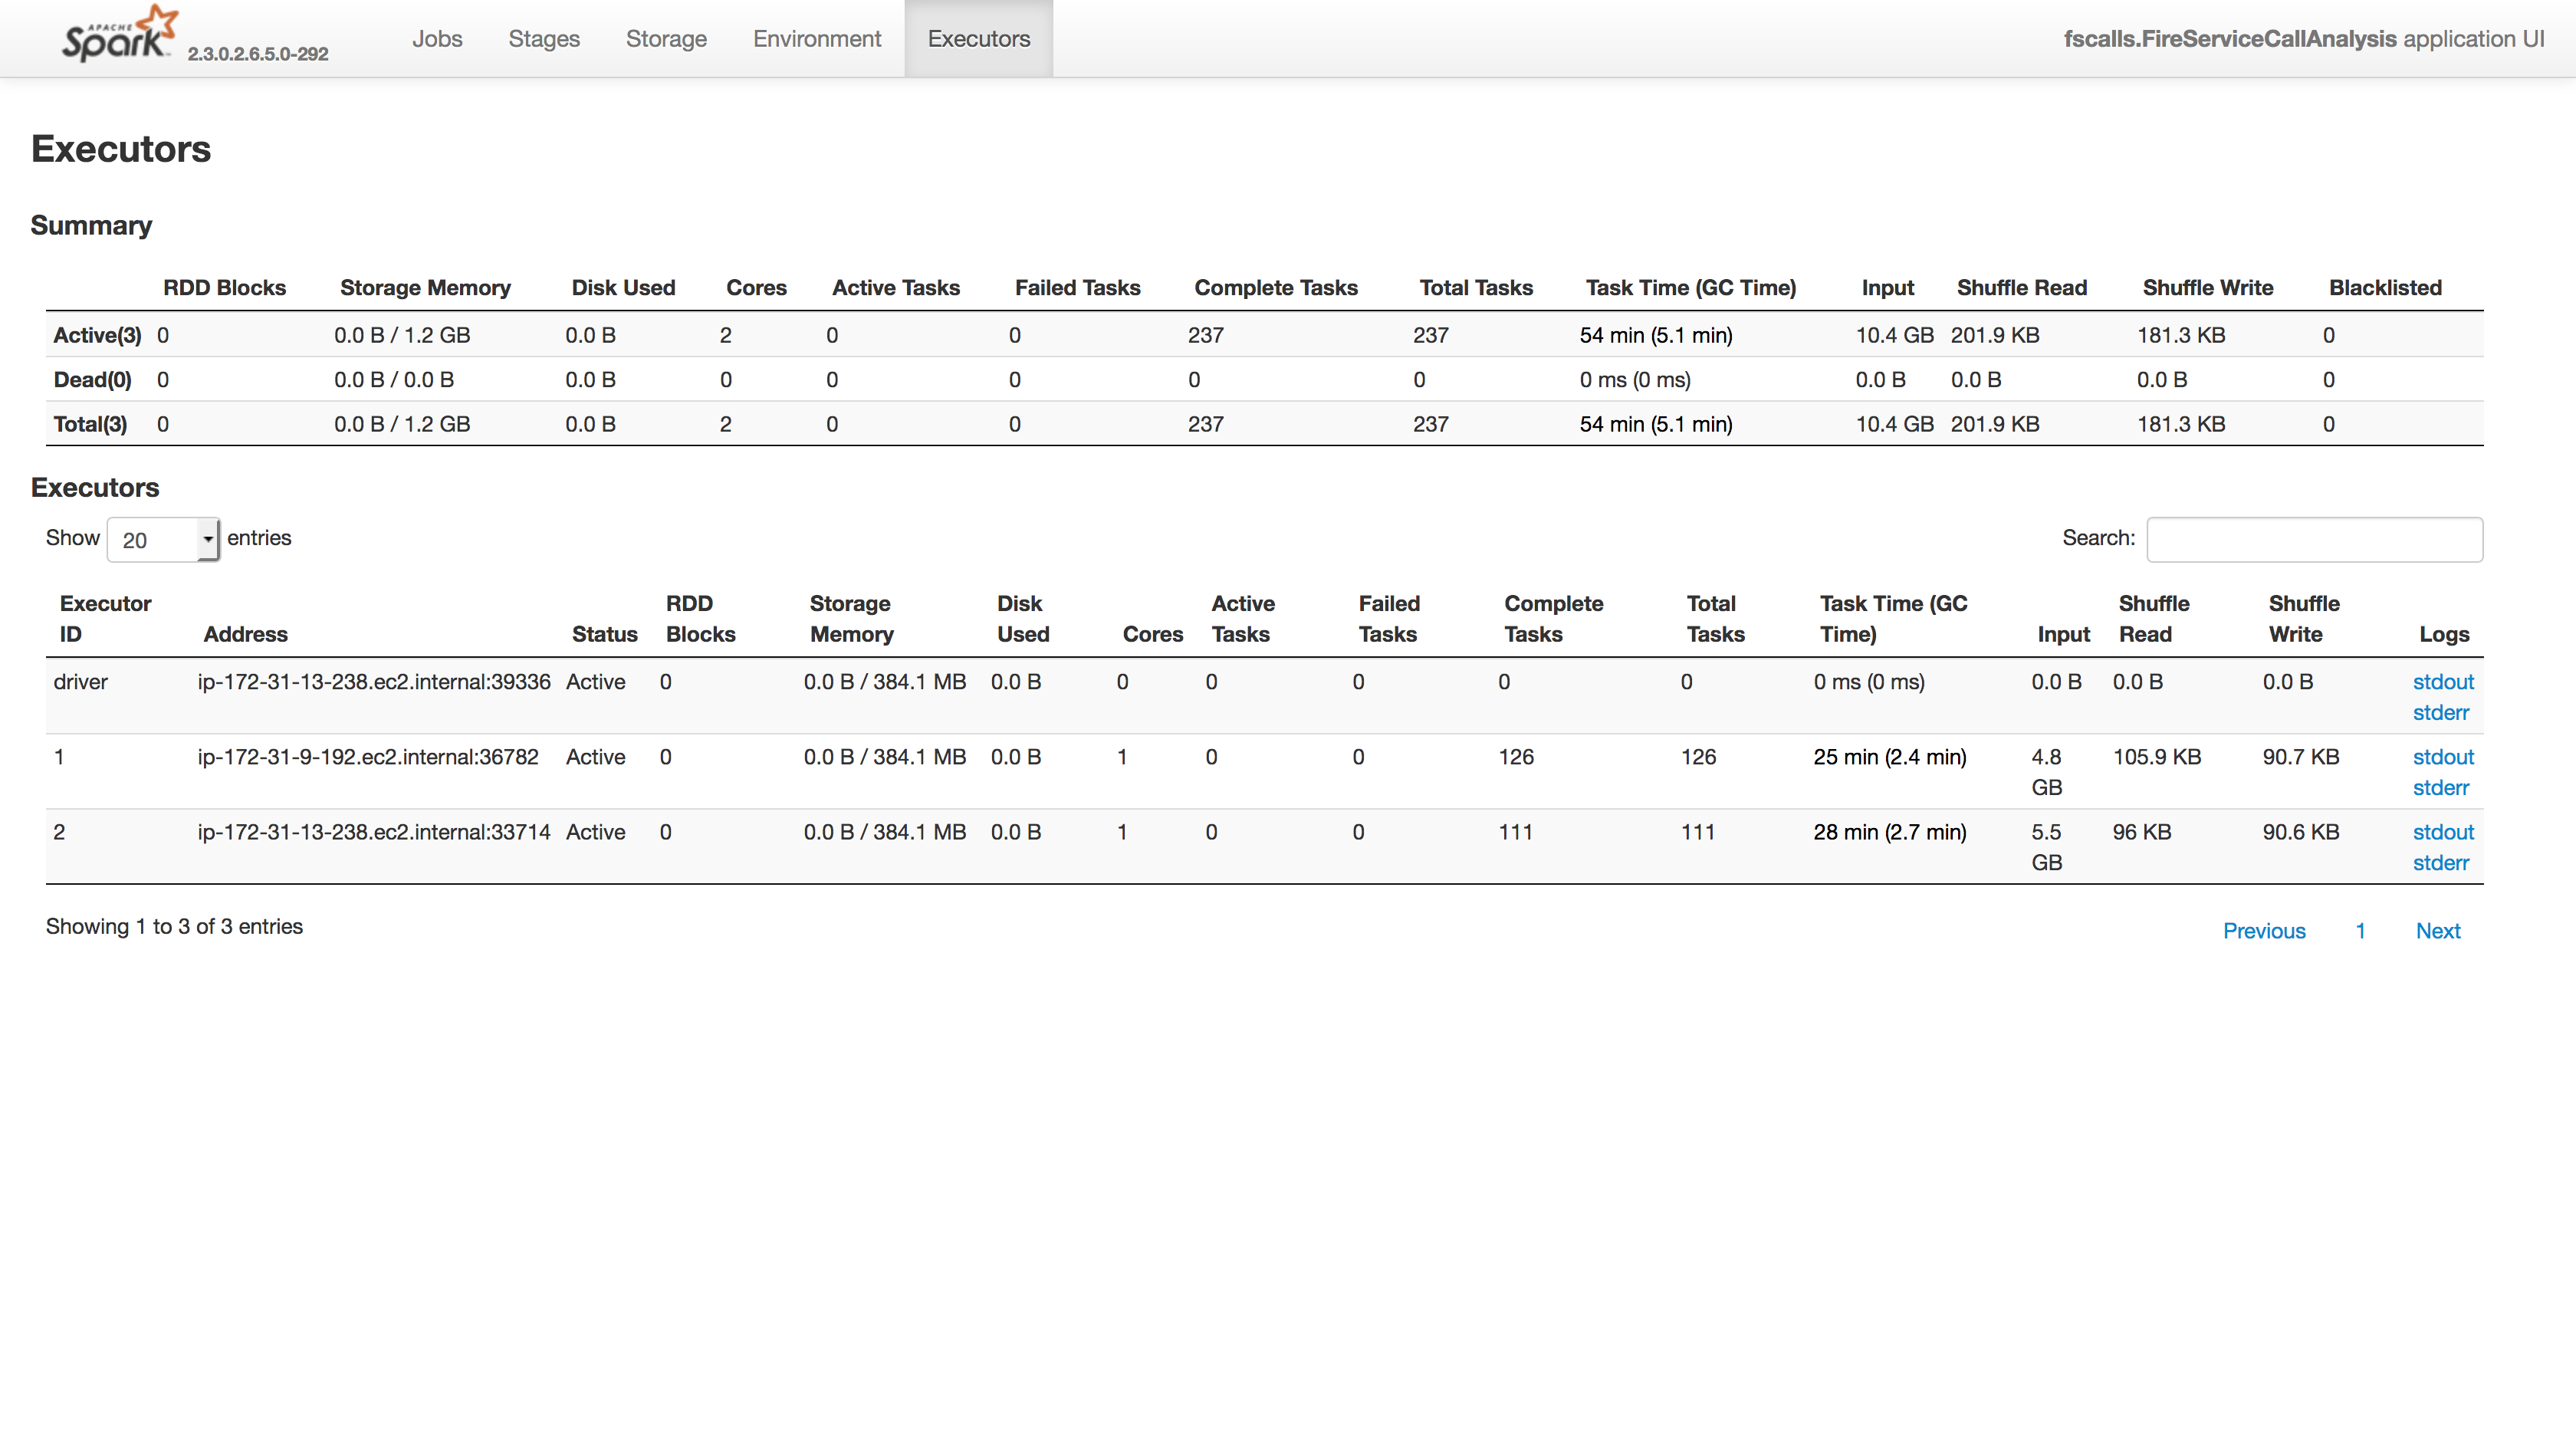 APACHE
Spark 2.3.0.2.6.5.0-292 Jobs Stages Storage Environment Executors fscalls.FireServiceCallAnalysis application UI
Executors
Summary
RDD Blocks Storage Memory Disk Used Cores Active Tasks Failed Tasks Complete Tasks Total Tasks Task Time (GC Time) Input Shuffle Read Shuffle Write Blacklisted
Active(3) 0 0.0 B / 1.2 GB 0.0 B 2 0 0 237 237 54 min (5.1 min) 10.4 GB 201.9 KB 181.3 KB 0
Dead(0) 0 0.0 B / 0.0 B 0.0 B 0 0 0 0 0 0 ms (0 ms) 0.0 B 0.0 B 0.0 B 0
Total(3) 0 0.0 B / 1.2 GB 0.0 B 2 0 0 237 237 54 min (5.1 min) 10.4 GB 201.9 KB 181.3 KB 0
Executors
Show 20 entries Search:
Executor RDD Storage Disk Active Failed Complete Total Task Time (GC Shuffle Shuffle
ID Address Status Blocks Memory Used Cores Tasks Tasks Tasks Tasks Time) Input Read Write Logs
driver ip-172-31-13-238.ec2.internal:39336 Active 0 0.0 B / 384.1 MB 0.0 B 0 0 0 0 0 0 ms (0 ms) 0.0 B 0.0 B 0.0 B stdout
stderr
1 ip-172-31-9-192.ec2.internal:36782 Active 0 0.0 B / 384.1 MB 0.0 B 1 0 0 126 126 25 min (2.4 min) 4.8 105.9 KB 90.7 KB stdout
GB stderr
2 ip-172-31-13-238.ec2.internal:33714 Active 0 0.0 B / 384.1 MB 0.0 B 1 0 0 111 111 28 min (2.7 min) 5.5 96 KB 90.6 KB stdout
GB stderr
Showing 1 to 3 of 3 entries Previous 1 Next